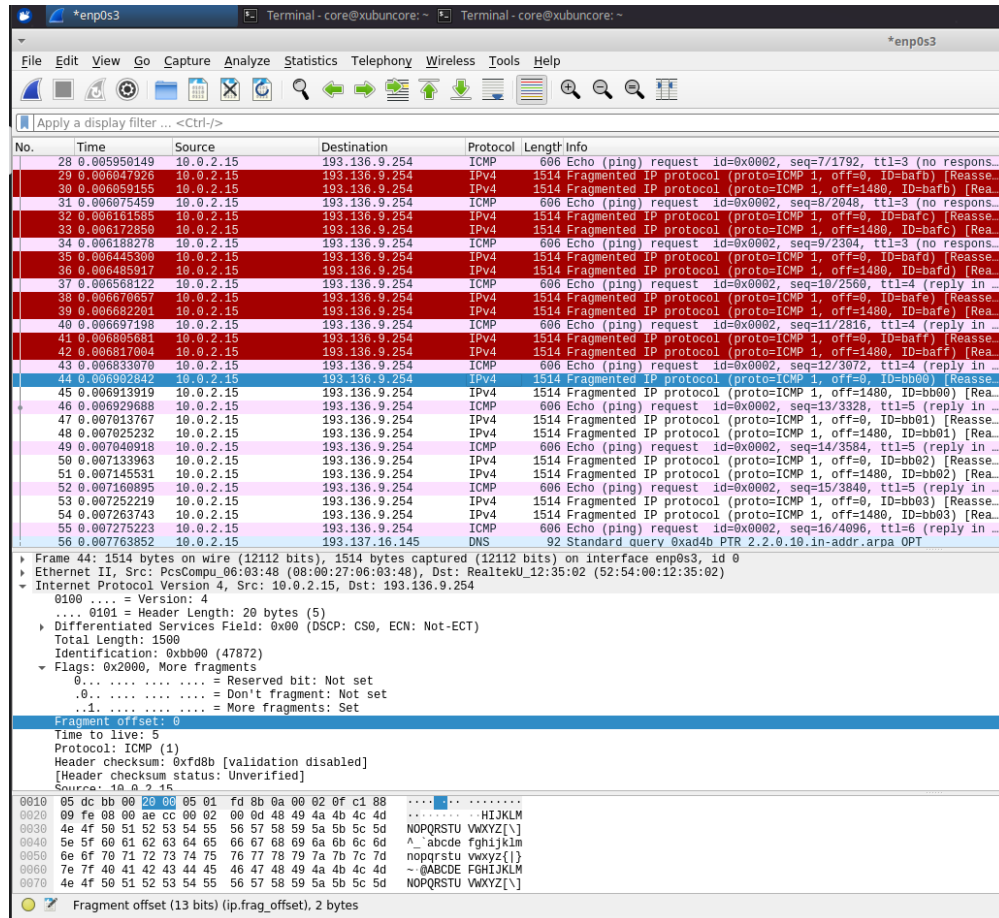 *enp0s3 Terminal - core@xubuncore: ~ Terminal - core@xubuncore: ~
*enp0s3
File Edit View Go Capture Analyze Statistics Telephony Wireless Tools Help
Apply a display filter ... <Ctrl-/>
No. Time Source Destination Protocol Length Info
28 0.005950149 10.0.2.15 193.136.9.254 ICMP 606 Echo (ping) request id=0x0002, seq=7/1792, ttl=3 (no respons…
29 0.006047926 10.0.2.15 193.136.9.254 IPv4 1514 Fragmented IP protocol (proto=ICMP 1, off=0, ID=bafb) [Reasse…
30 0.006059155 10.0.2.15 193.136.9.254 IPv4 1514 Fragmented IP protocol (proto=ICMP 1, off=1480, ID=bafb) [Rea…
31 0.006075459 10.0.2.15 193.136.9.254 ICMP 606 Echo (ping) request id=0x0002, seq=8/2048, ttl=3 (no respons…
32 0.006161585 10.0.2.15 193.136.9.254 IPv4 1514 Fragmented IP protocol (proto=ICMP 1, off=0, ID=bafc) [Reasse…
33 0.006172850 10.0.2.15 193.136.9.254 IPv4 1514 Fragmented IP protocol (proto=ICMP 1, off=1480, ID=bafc) [Rea…
34 0.006188278 10.0.2.15 193.136.9.254 ICMP 606 Echo (ping) request id=0x0002, seq=9/2304, ttl=3 (no respons…
35 0.006445300 10.0.2.15 193.136.9.254 IPv4 1514 Fragmented IP protocol (proto=ICMP 1, off=0, ID=bafd) [Reasse…
36 0.006485917 10.0.2.15 193.136.9.254 IPv4 1514 Fragmented IP protocol (proto=ICMP 1, off=1480, ID=bafd) [Rea…
37 0.006568122 10.0.2.15 193.136.9.254 ICMP 606 Echo (ping) request id=0x0002, seq=10/2560, ttl=4 (reply in …
38 0.006670657 10.0.2.15 193.136.9.254 IPv4 1514 Fragmented IP protocol (proto=ICMP 1, off=0, ID=bafe) [Reasse…
39 0.006682201 10.0.2.15 193.136.9.254 IPv4 1514 Fragmented IP protocol (proto=ICMP 1, off=1480, ID=bafe) [Rea…
40 0.006697198 10.0.2.15 193.136.9.254 ICMP 606 Echo (ping) request id=0x0002, seq=11/2816, ttl=4 (reply in …
41 0.006805681 10.0.2.15 193.136.9.254 IPv4 1514 Fragmented IP protocol (proto=ICMP 1, off=0, ID=baff) [Reasse…
42 0.006817004 10.0.2.15 193.136.9.254 IPv4 1514 Fragmented IP protocol (proto=ICMP 1, off=1480, ID=baff) [Rea…
43 0.006833070 10.0.2.15 193.136.9.254 ICMP 606 Echo (ping) request id=0x0002, seq=12/3072, ttl=4 (reply in …
44 0.006902842 10.0.2.15 193.136.9.254 IPv4 1514 Fragmented IP protocol (proto=ICMP 1, off=0, ID=bb00) [Reasse…
45 0.006913919 10.0.2.15 193.136.9.254 IPv4 1514 Fragmented IP protocol (proto=ICMP 1, off=1480, ID=bb00) [Rea…
46 0.006929688 10.0.2.15 193.136.9.254 ICMP 606 Echo (ping) request id=0x0002, seq=13/3328, ttl=5 (reply in …
47 0.007013767 10.0.2.15 193.136.9.254 IPv4 1514 Fragmented IP protocol (proto=ICMP 1, off=0, ID=bb01) [Reasse…
48 0.007025232 10.0.2.15 193.136.9.254 IPv4 1514 Fragmented IP protocol (proto=ICMP 1, off=1480, ID=bb01) [Rea…
49 0.007040918 10.0.2.15 193.136.9.254 ICMP 606 Echo (ping) request id=0x0002, seq=14/3584, ttl=5 (reply in …
50 0.007133963 10.0.2.15 193.136.9.254 IPv4 1514 Fragmented IP protocol (proto=ICMP 1, off=0, ID=bb02) [Reasse…
51 0.007145531 10.0.2.15 193.136.9.254 IPv4 1514 Fragmented IP protocol (proto=ICMP 1, off=1480, ID=bb02) [Rea…
52 0.007160895 10.0.2.15 193.136.9.254 ICMP 606 Echo (ping) request id=0x0002, seq=15/3840, ttl=5 (reply in …
53 0.007252219 10.0.2.15 193.136.9.254 IPv4 1514 Fragmented IP protocol (proto=ICMP 1, off=0, ID=bb03) [Reasse…
54 0.007263743 10.0.2.15 193.136.9.254 IPv4 1514 Fragmented IP protocol (proto=ICMP 1, off=1480, ID=bb03) [Rea…
55 0.007275223 10.0.2.15 193.136.9.254 ICMP 606 Echo (ping) request id=0x0002, seq=16/4096, ttl=6 (reply in …
56 0.007763852 10.0.2.15 193.137.16.145 DNS 92 Standard query 0xad4b PTR 2.2.0.10.in-addr.arpa OPT
Frame 44: 1514 bytes on wire (12112 bits), 1514 bytes captured (12112 bits) on interface enp0s3, id 0
Ethernet II, Src: PcsCompu_06:03:48 (08:00:27:06:03:48), Dst: RealtekU_12:35:02 (52:54:00:12:35:02)
Internet Protocol Version 4, Src: 10.0.2.15, Dst: 193.136.9.254
0100 .... = Version: 4
.... 0101 = Header Length: 20 bytes (5)
Differentiated Services Field: 0x00 (DSCP: CS0, ECN: Not-ECT)
Total Length: 1500
Identification: 0xbb00 (47872)
Flags: 0x2000, More fragments
0... .... .... .... = Reserved bit: Not set
.0.. .... .... .... = Don't fragment: Not set
..1. .... .... .... = More fragments: Set
Fragment offset: 0
Time to live: 5
Protocol: ICMP (1)
Header checksum: 0xfd8b [validation disabled]
[Header checksum status: Unverified]
Source: 10.0.2.15
0010 05 dc bb 00 20 00 05 01 fd 8b 0a 00 02 0f c1 88 ···· ··· ········
0020 09 fe 08 00 ae cc 00 02 00 0d 48 49 4a 4b 4c 4d ········ ··HIJKLM
0030 4e 4f 50 51 52 53 54 55 56 57 58 59 5a 5b 5c 5d NOPQRSTU VWXYZ[\]
0040 5e 5f 60 61 62 63 64 65 66 67 68 69 6a 6b 6c 6d ^_`abcde fghijklm
0050 6e 6f 70 71 72 73 74 75 76 77 78 79 7a 7b 7c 7d nopqrstu vwxyz{|}
0060 7e 7f 40 41 42 43 44 45 46 47 48 49 4a 4b 4c 4d ~·@ABCDE FGHIJKLM
0070 4e 4f 50 51 52 53 54 55 56 57 58 59 5a 5b 5c 5d NOPQRSTU VWXYZ[\]
Fragment offset (13 bits) (ip.frag_offset), 2 bytes